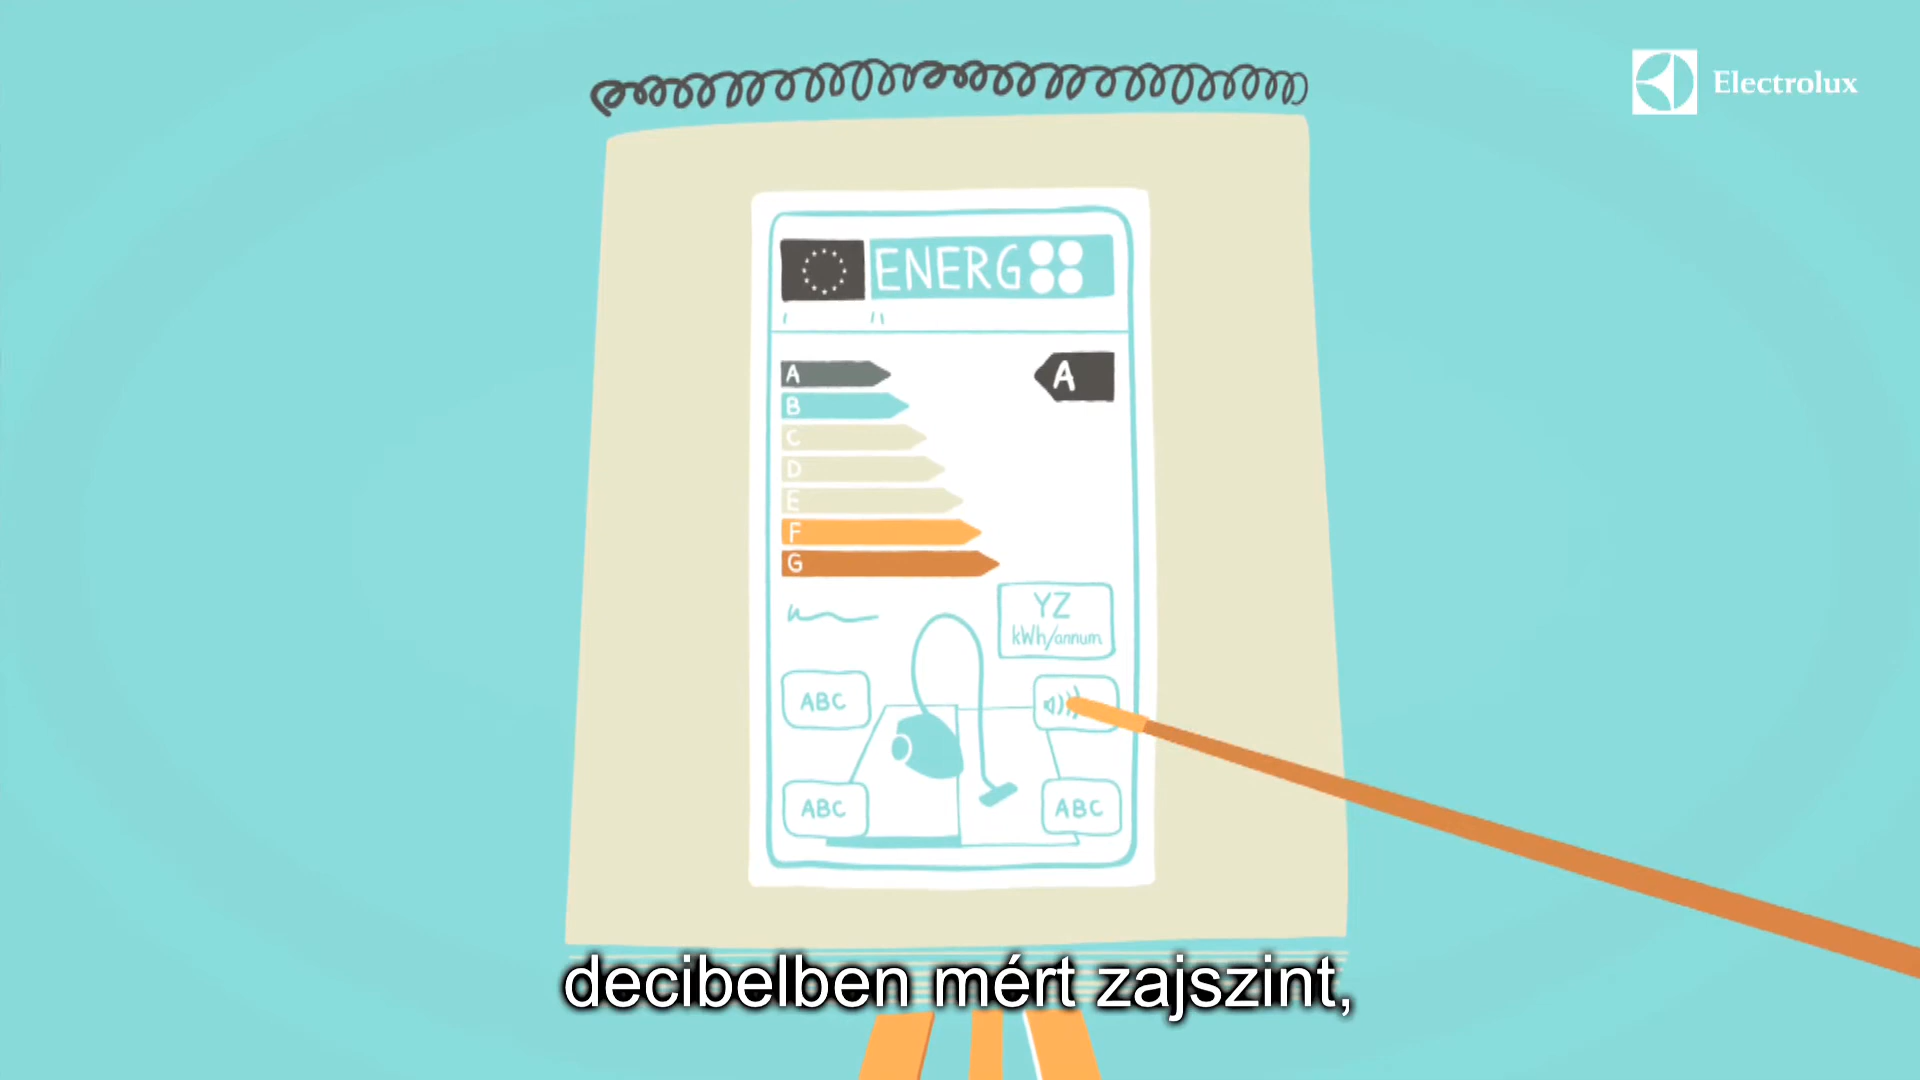 Electrolux
ENERG
A
A
B
C
D
E
F
G
YZ
kWh/annum
ABC
ABC
ABC
decibelben mért zajszint,